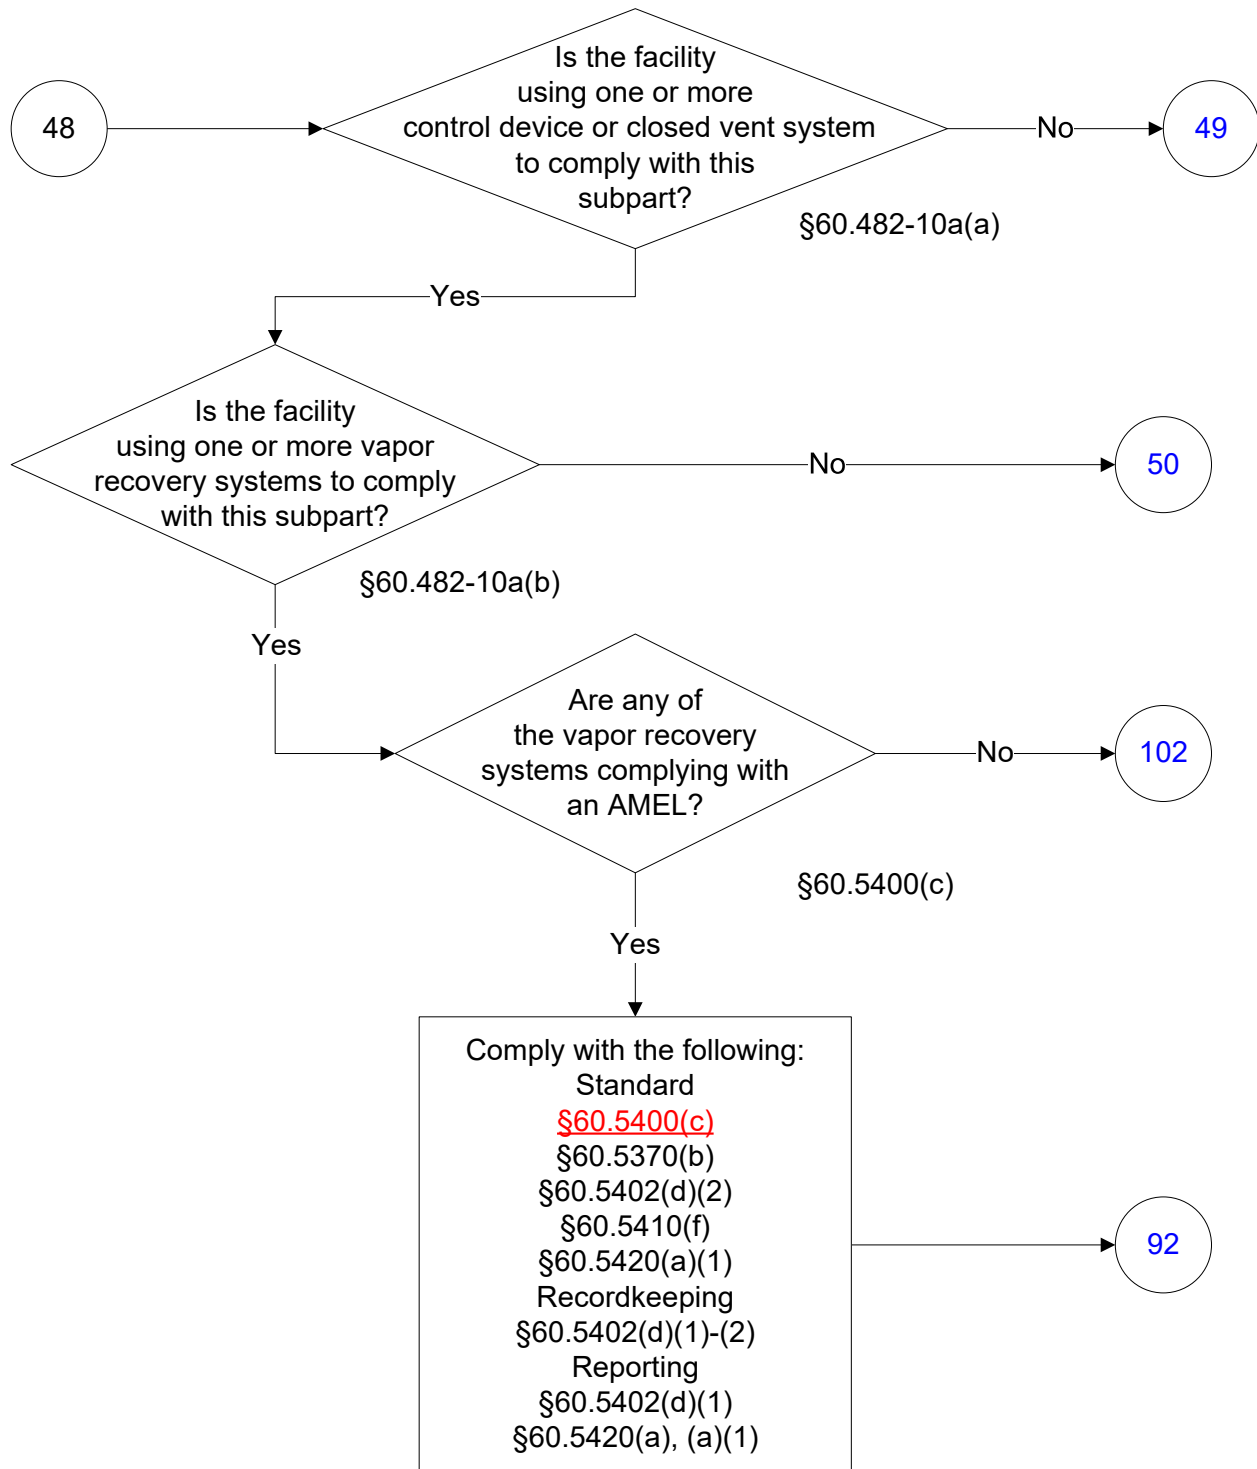 Is the facility
using one or more
control device or closed vent system
to comply with this
subpart?
48
No
49
§60.482-10a(a)
Yes
Is the facility
using one or more vapor
recovery systems to comply
with this subpart?
No
50
§60.482-10a(b)
Yes
Are any of
the vapor recovery
systems complying with
an AMEL?
No
102
§60.5400(c)
Yes
Comply with the following:
Standard
§60.5400(c)
§60.5370(b)
§60.5402(d)(2)
§60.5410(f)
§60.5420(a)(1)
Recordkeeping
§60.5402(d)(1)-(2)
Reporting
§60.5402(d)(1)
§60.5420(a), (a)(1)
92